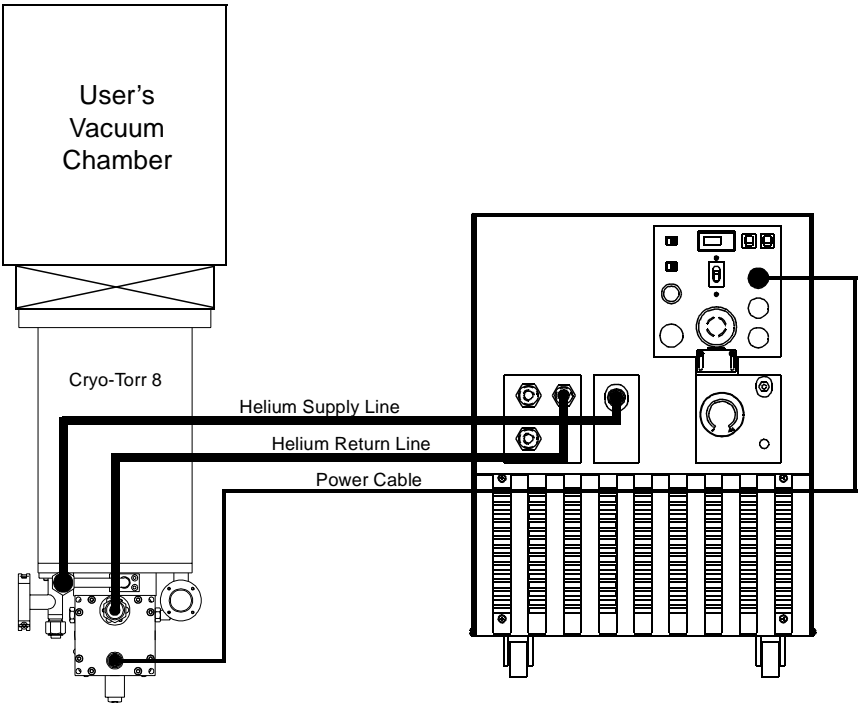 User's
Vacuum
Chamber
Cryo-Torr 8
Helium Supply Line
Helium Return Line
Power Cable